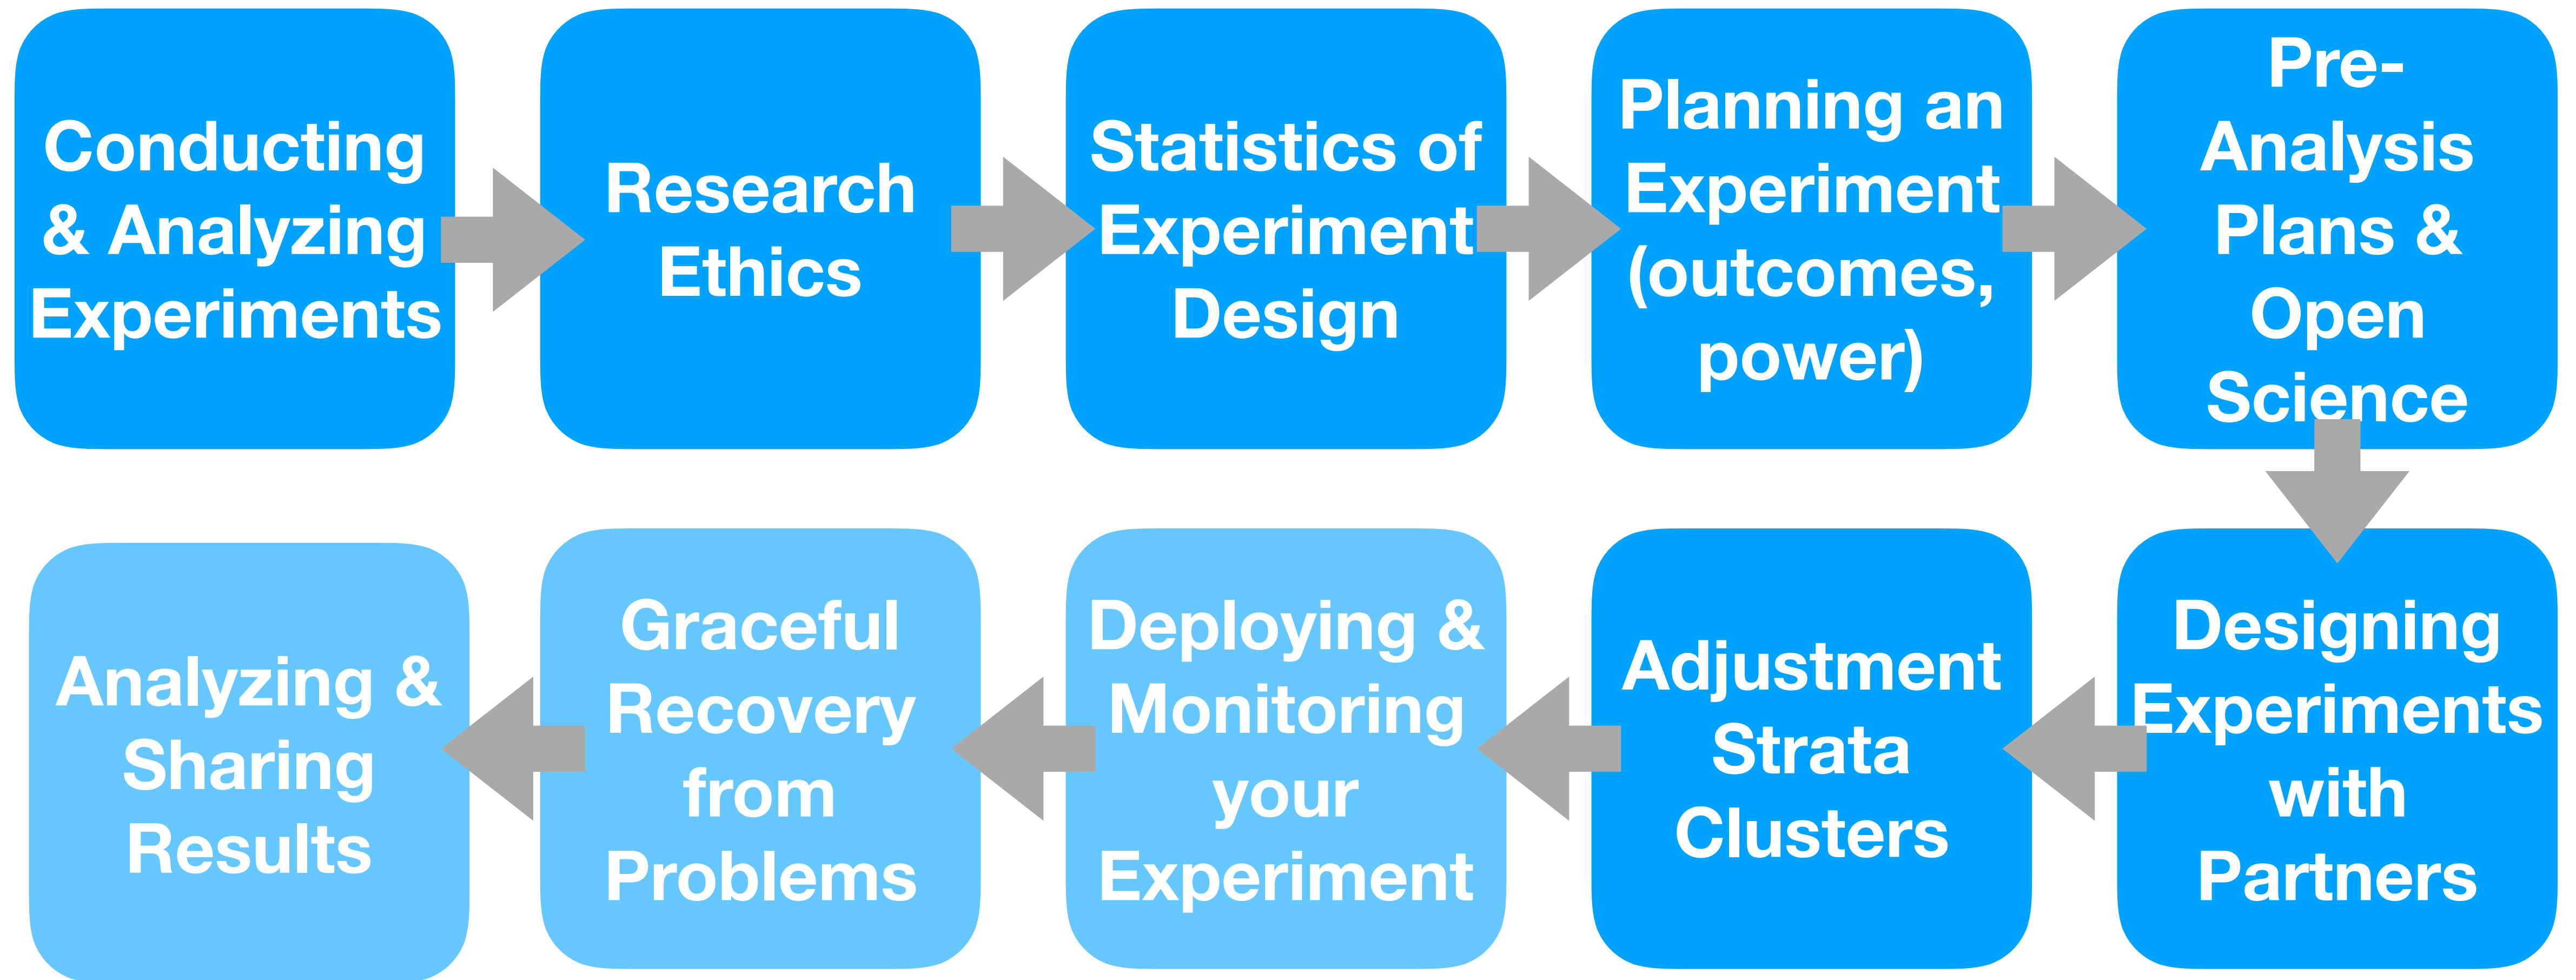 Conducting
& Analyzing
Experiments
Research
Ethics
Statistics of
Experiment
Design
Planning an
Experiment
(outcomes,
power)
Pre-
Analysis
Plans &
Open
Science
Designing
Experiments
with
Partners
Adjustment
Strata
Clusters
Deploying &
Monitoring
your
Experiment
Graceful
Recovery
from
Problems
Analyzing &
Sharing
Results